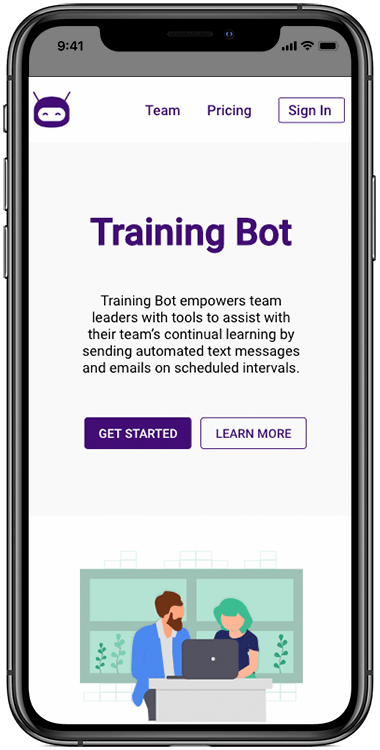 9:41
Team Pricing Sign In
Training Bot
Training Bot empowers team
leaders with tools to assist with
their team’s continual learning by
sending automated text messages
and emails on scheduled intervals.
GET STARTED LEARN MORE